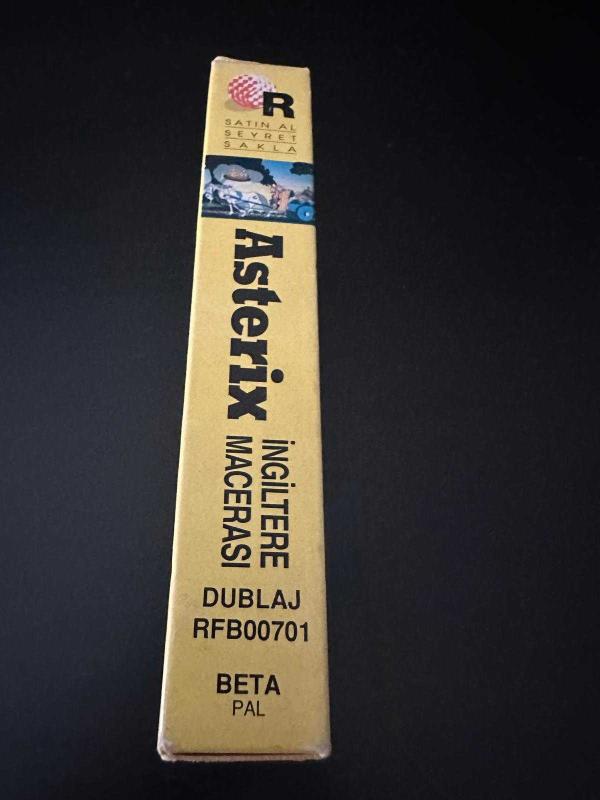 R
SATIN AL
SEYRET
SAKLA
Asterix
İNGİLTERE
MACERASI
DUBLAJ
RFB00701
BETA
PAL